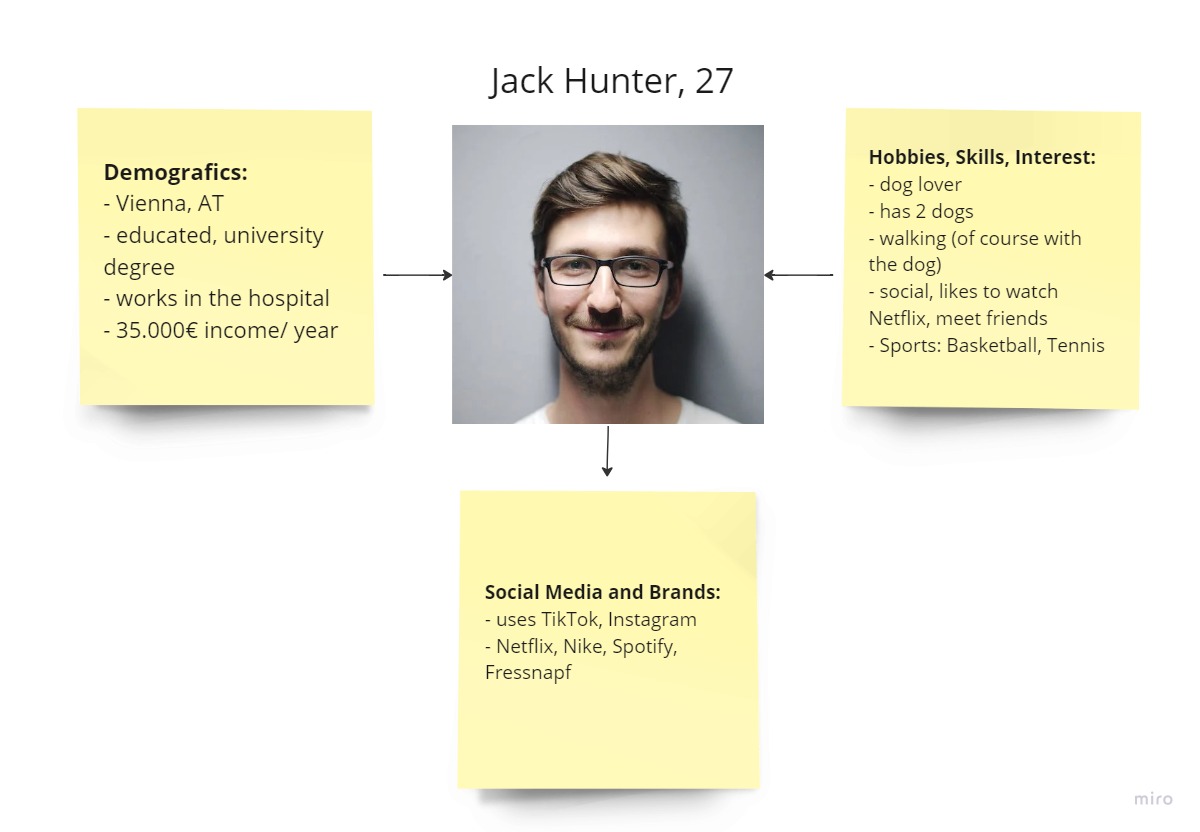 Jack Hunter, 27
Demografics:
- Vienna, AT
- educated, university
degree
- works in the hospital
- 35.000€ income/ year
Hobbies, Skills, Interest:
- dog lover
- has 2 dogs
- walking (of course with
the dog)
- social, likes to watch
Netflix, meet friends
- Sports: Basketball, Tennis
Social Media and Brands:
- uses TikTok, Instagram
- Netflix, Nike, Spotify,
Fressnapf
miro